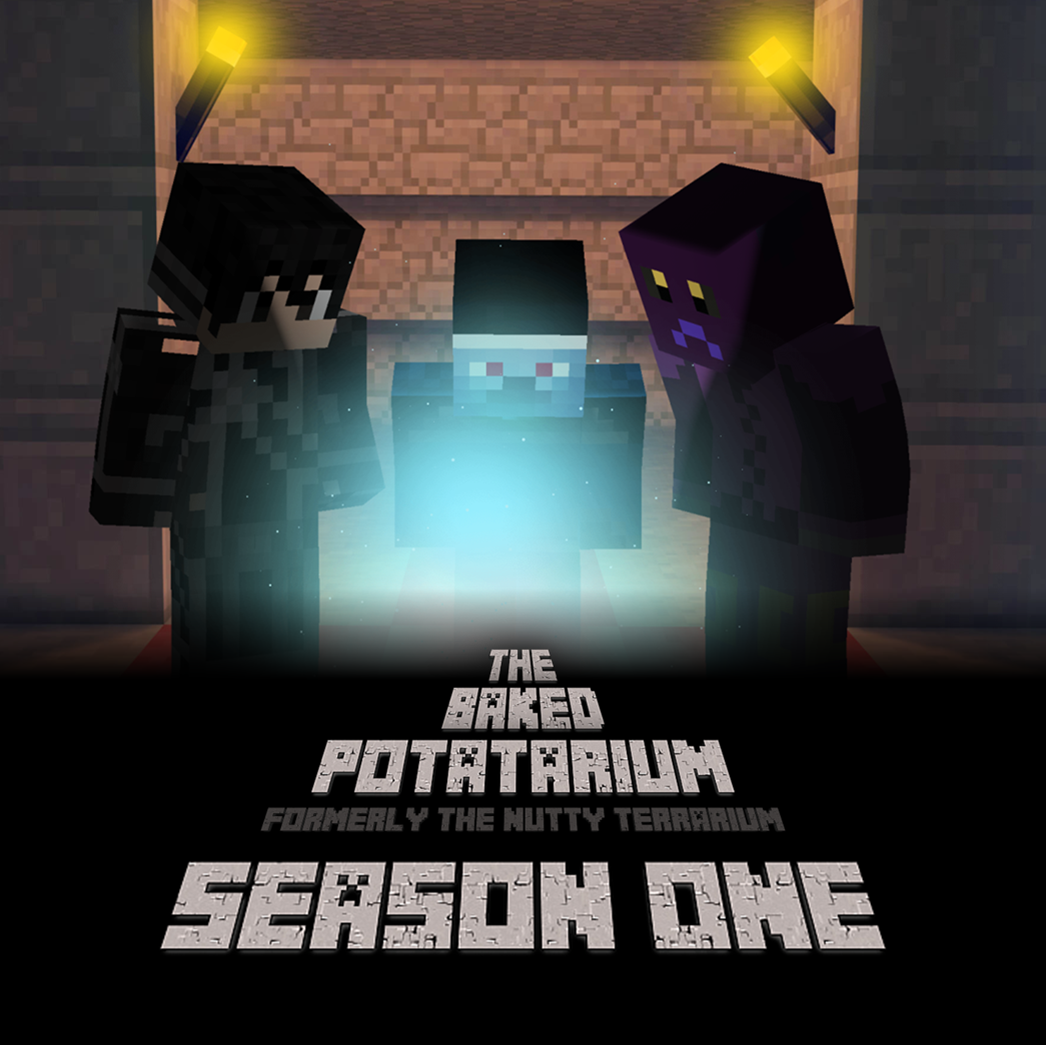 THE
BAKED
POTATARIUM
FORMERLY THE NUTTY TERRARIUM
SEASON ONE